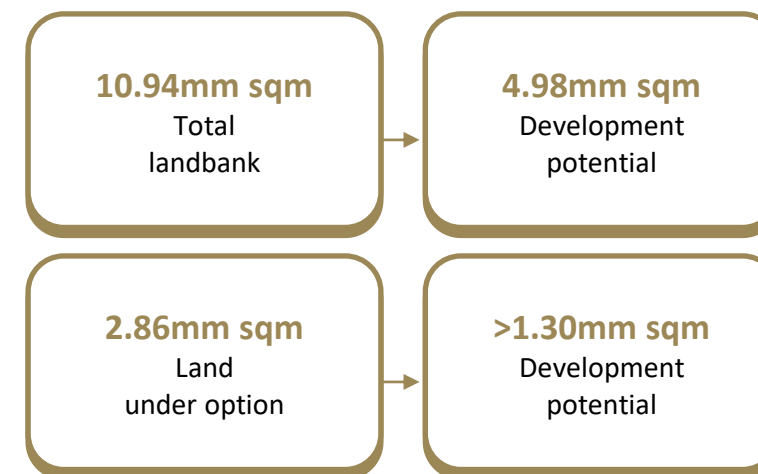 10.94mm sqm
Total
landbank
4.98mm sqm
Development
potential
2.86mm sqm
Land
under option
>1.30mm sqm
Development
potential